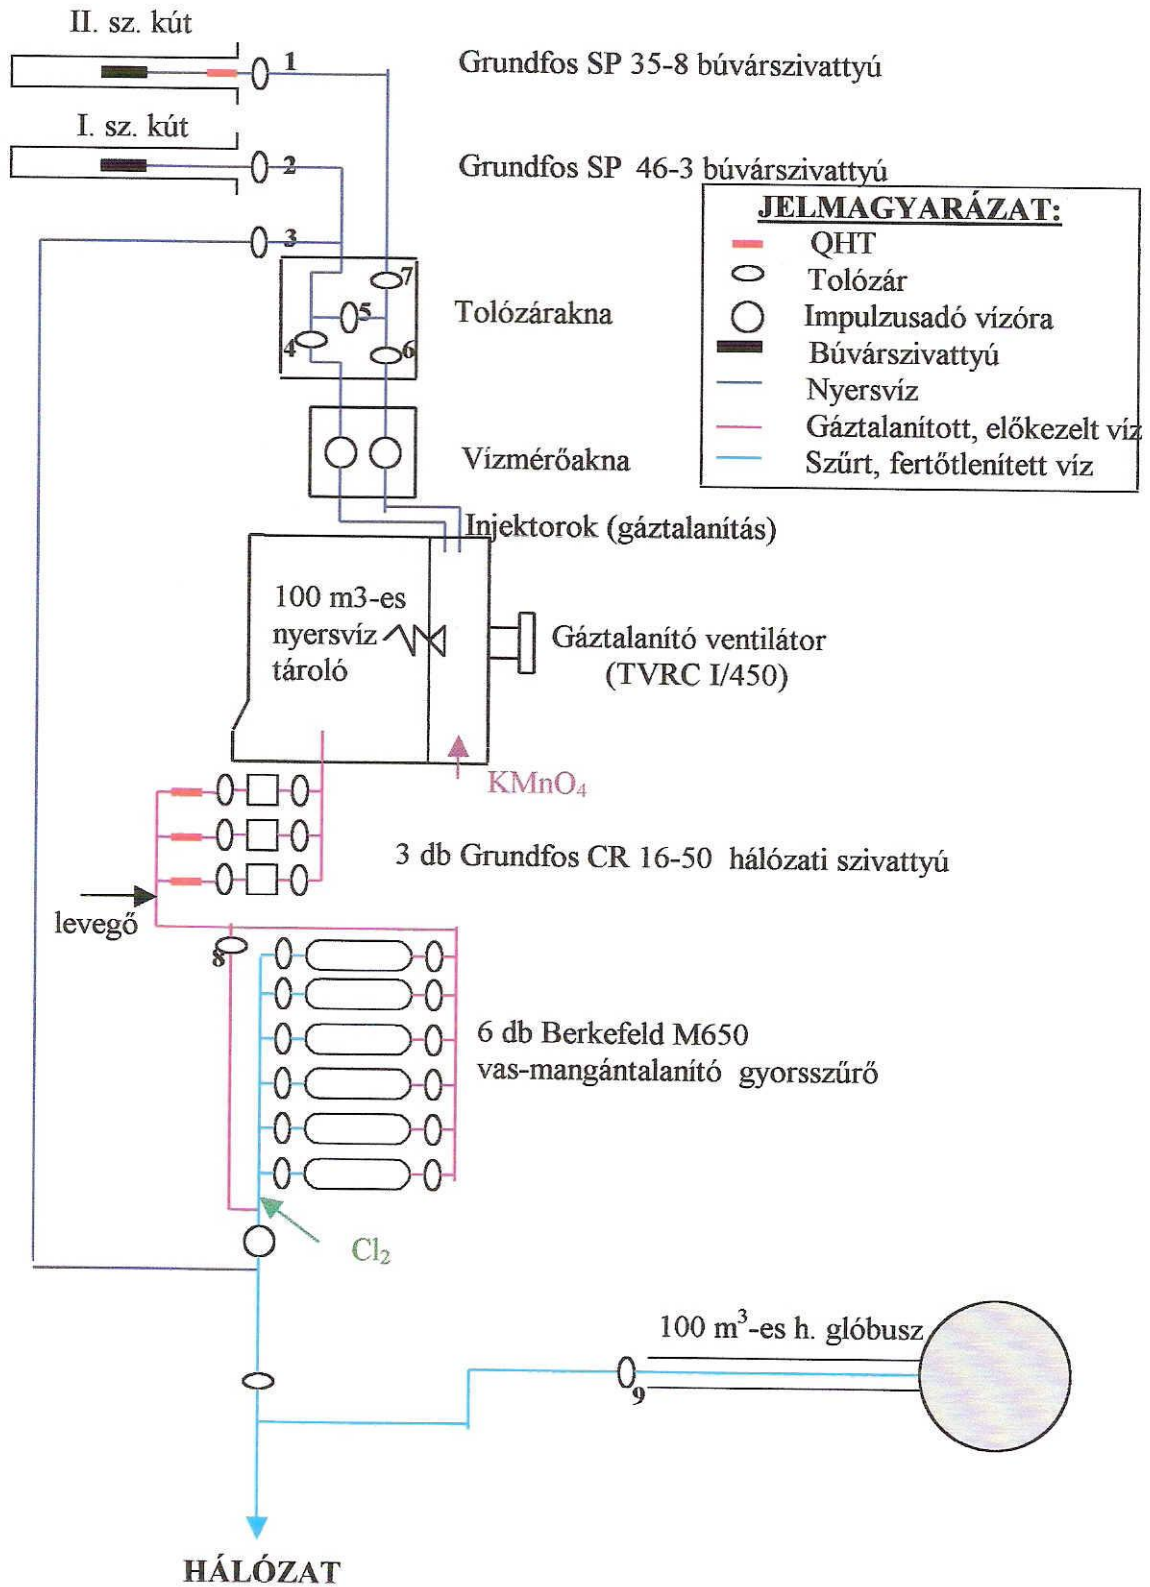 II. sz. kút
1
Grundfos SP 35-8 búvárszivattyú
I. sz. kút
2
Grundfos SP 46-3 búvárszivattyú
JELMAGYARÁZAT:
QHT
Tolózár
Impulzusadó vízóra
Búvárszivattyú
Nyersvíz
Gáztalanított, előkezelt víz
Szűrt, fertőtlenített víz
3
7
5
4
6
Tolózárakna
Vízmérőakna
Injektorok (gáztalanítás)
100 m3-es
nyersvíz
tároló
Gáztalanító ventilátor
(TVRC I/450)
KMnO₄
3 db Grundfos CR 16-50 hálózati szivattyú
levegő
8
6 db Berkefeld M650
vas-mangántalanító gyorsszűrő
Cl₂
100 m³-es h. glóbusz
9
HÁLÓZAT